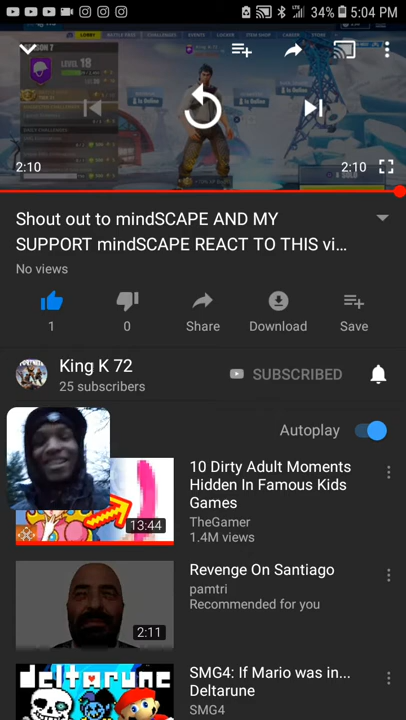 34% 5:04 PM
LOBBY
SEASON 7
LEVEL 18
2:10
2:10
Shout out to mindSCAPE AND MY
SUPPORT mindSCAPE REACT TO THIS vi...
No views
1
0
Share
Download
Save
King K 72
25 subscribers
SUBSCRIBED
Autoplay
10 Dirty Adult Moments
Hidden In Famous Kids
Games
TheGamer
1.4M views
13:44
Revenge On Santiago
pamtri
Recommended for you
2:11
SMG4: If Mario was in...
Deltarune
SMG4
deltarune